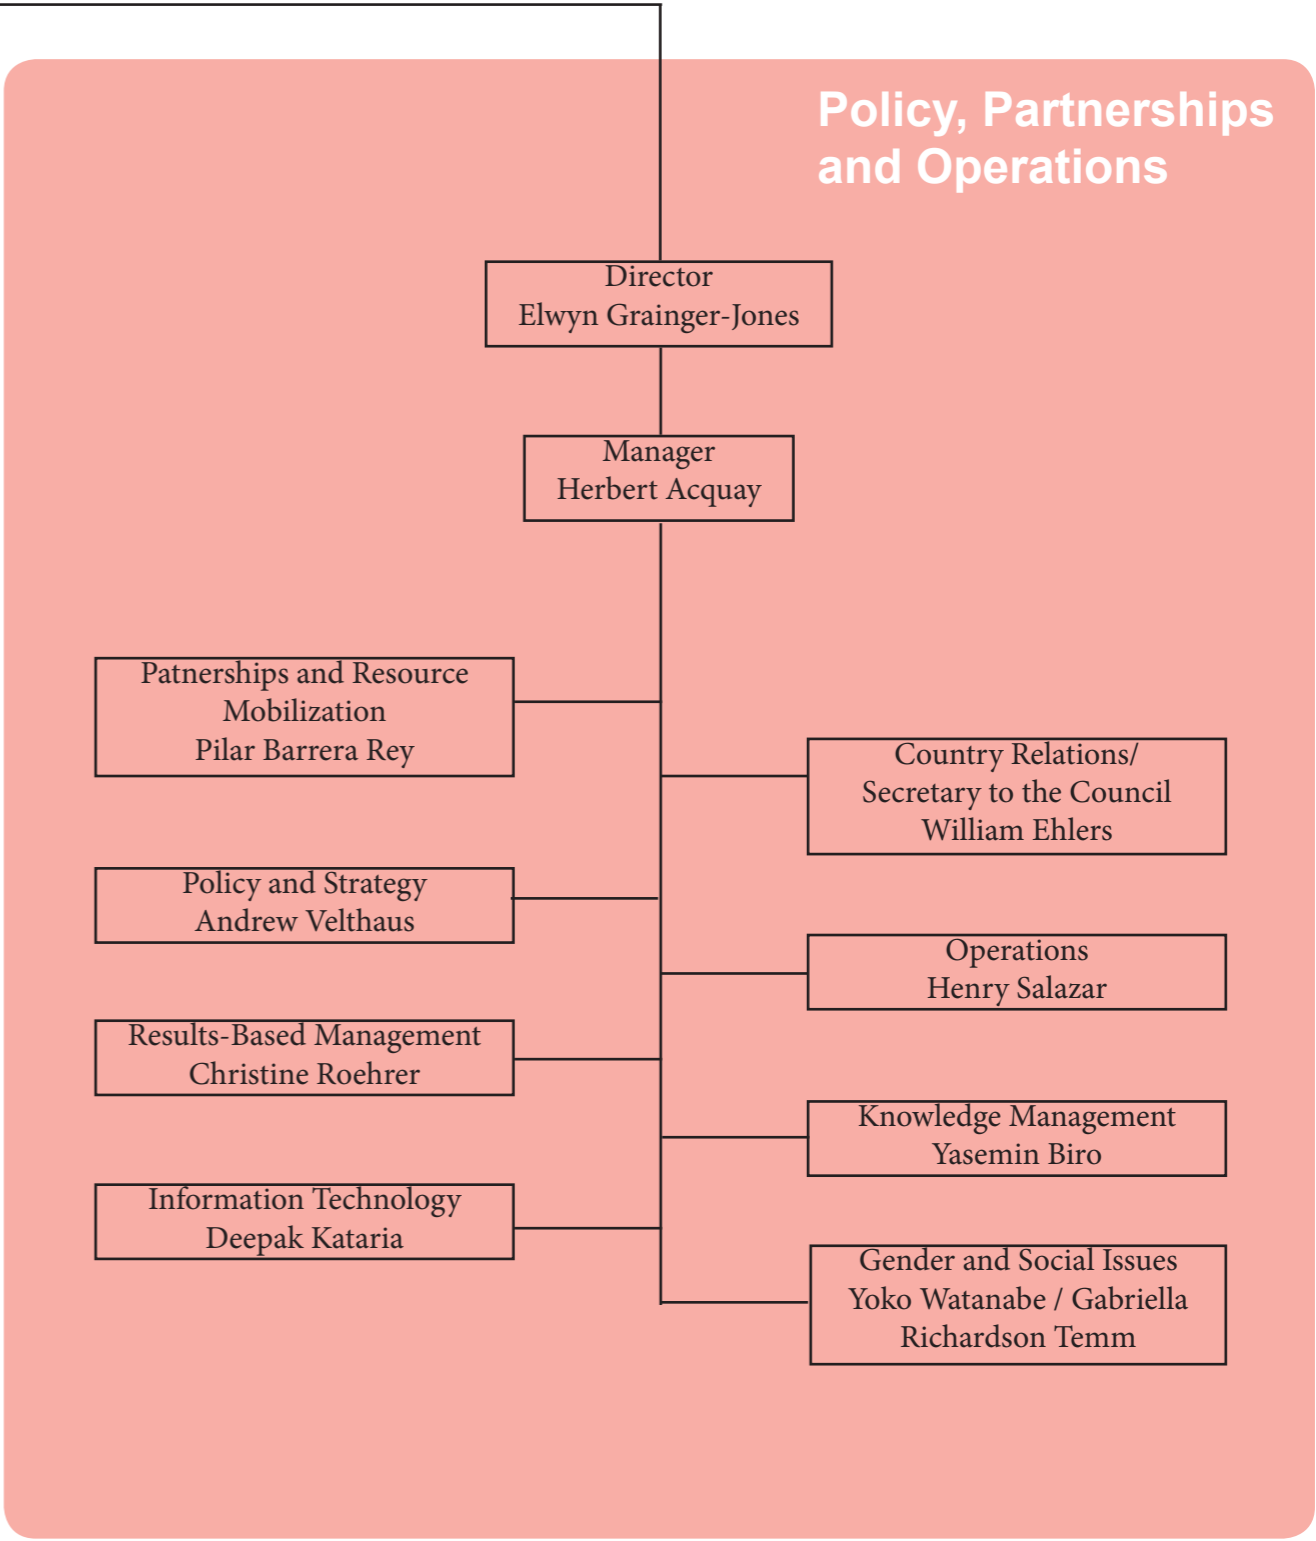 Policy, Partnerships
and Operations
Director
Elwyn Grainger-Jones
Manager
Herbert Acquay
Patnerships and Resource
Mobilization
Pilar Barrera Rey
Country Relations/
Secretary to the Council
William Ehlers
Policy and Strategy
Andrew Velthaus
Operations
Henry Salazar
Results-Based Management
Christine Roehrer
Knowledge Management
Yasemin Biro
Information Technology
Deepak Kataria
Gender and Social Issues
Yoko Watanabe / Gabriella
Richardson Temm